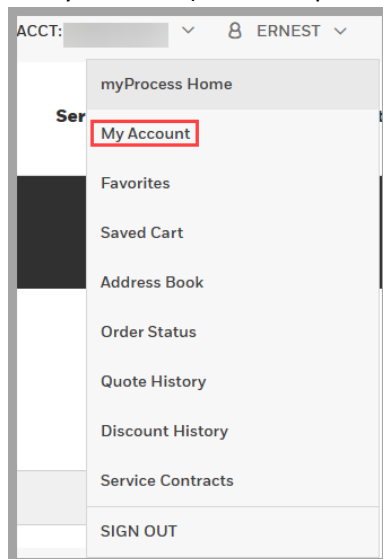 ACCT:
ERNEST
myProcess Home
Ser
My Account
Favorites
Saved Cart
Address Book
Order Status
Quote History
Discount History
Service Contracts
SIGN OUT